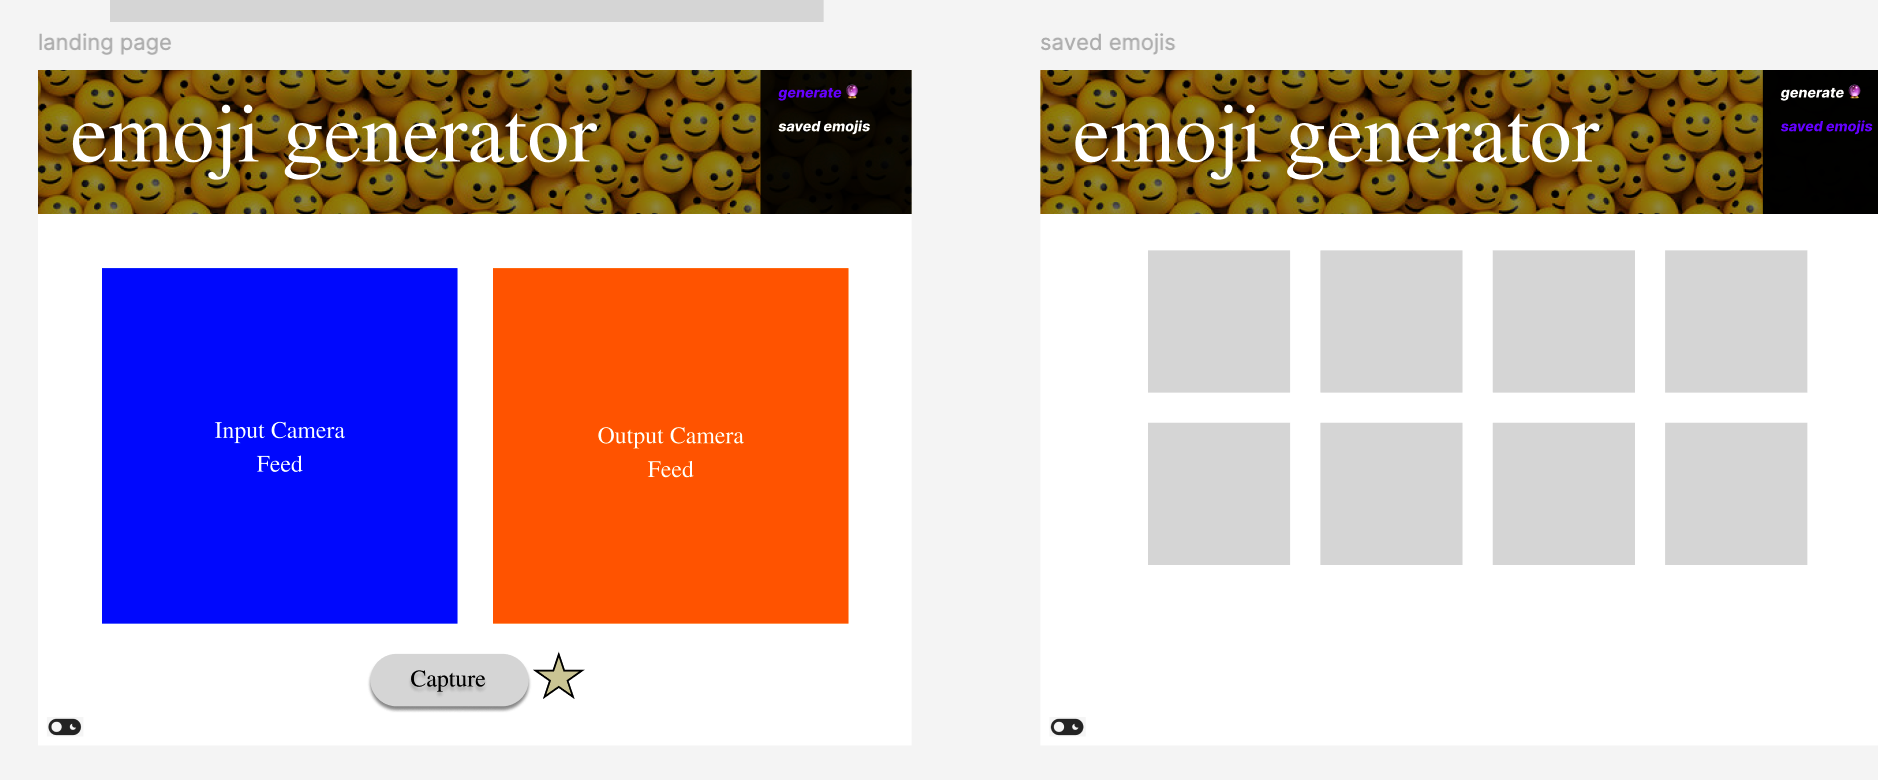 landing page
emoji generator
generate 🔮
saved emojis
Input Camera
Feed
Output Camera
Feed
Capture
saved emojis
emoji generator
generate 🔮
saved emojis